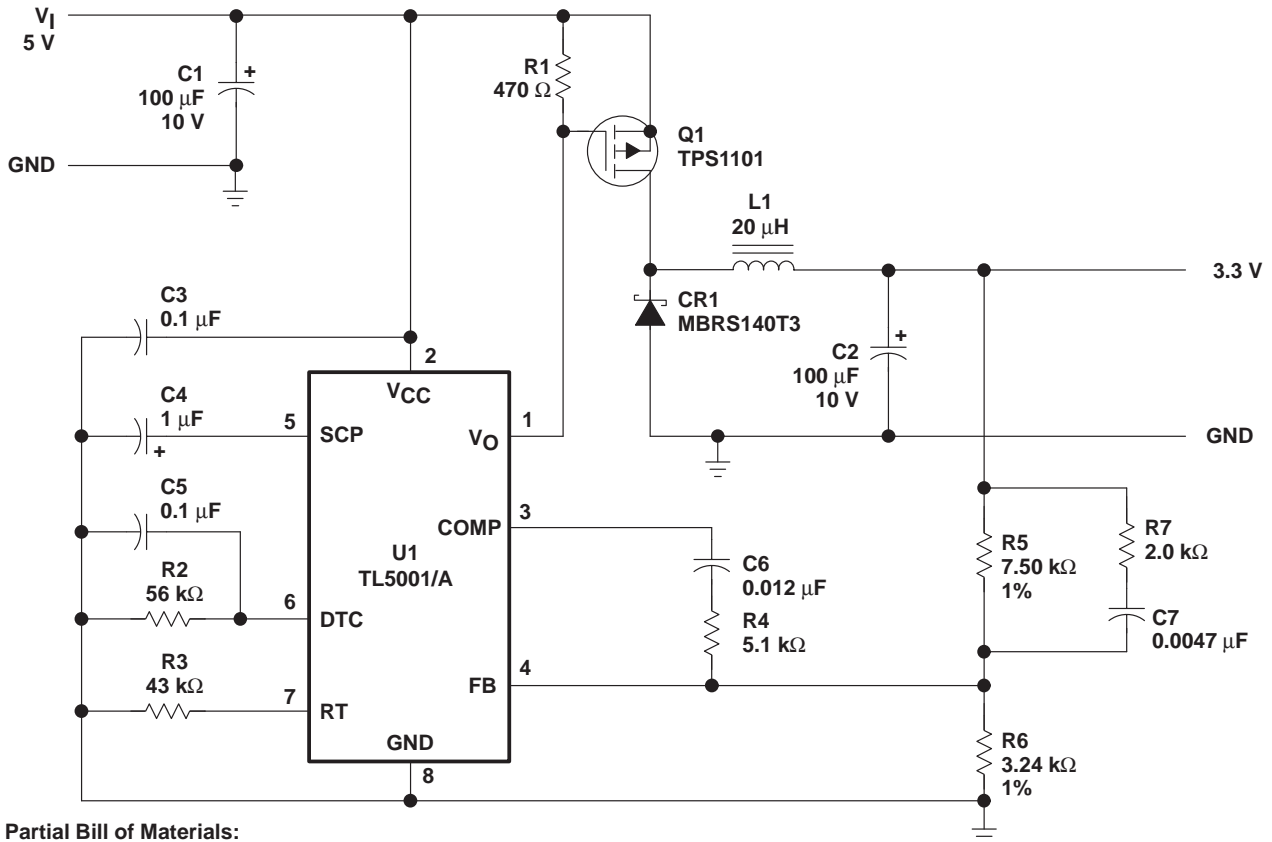 VI
5 V
C1
100 μF
10 V
+
GND
R1
470 Ω
Q1
TPS1101
L1
20 μH
3.3 V
CR1
MBRS140T3
C2
100 μF
10 V
+
GND
C3
0.1 μF
C4
1 μF
+
C5
0.1 μF
R2
56 kΩ
R3
43 kΩ
2
VCC
5
SCP
1
VO
3
COMP
U1
TL5001/A
6
DTC
4
FB
7
RT
GND
8
C6
0.012 μF
R4
5.1 kΩ
R5
7.50 kΩ
1%
R7
2.0 kΩ
C7
0.0047 μF
R6
3.24 kΩ
1%
Partial Bill of Materials: